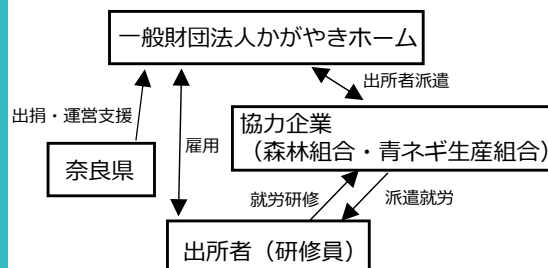 一般財団法人かがやきホーム
出所者派遣
出捐・運営支援
雇用
協力企業
（森林組合・青ネギ生産組合）
奈良県
就労研修
派遣就労
出所者（研修員）